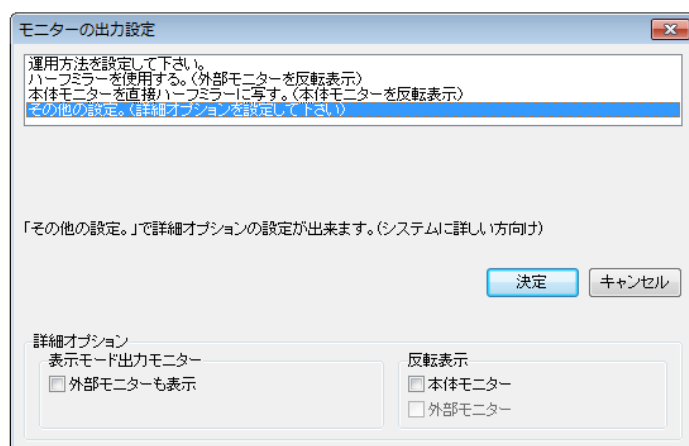 モニターの出力設定
運用方法を設定して下さい。
ハーフミラーを使用する。(外部モニターを反転表示)
本体モニターを直接ハーフミラーに写す。(本体モニターを反転表示)
その他の設定。(詳細オプションを設定して下さい)
「その他の設定。」で詳細オプションの設定が出来ます。(システムに詳しい方向け)
決定
キャンセル
詳細オプション
表示モード出力モニター
外部モニターも表示
反転表示
本体モニター
外部モニター